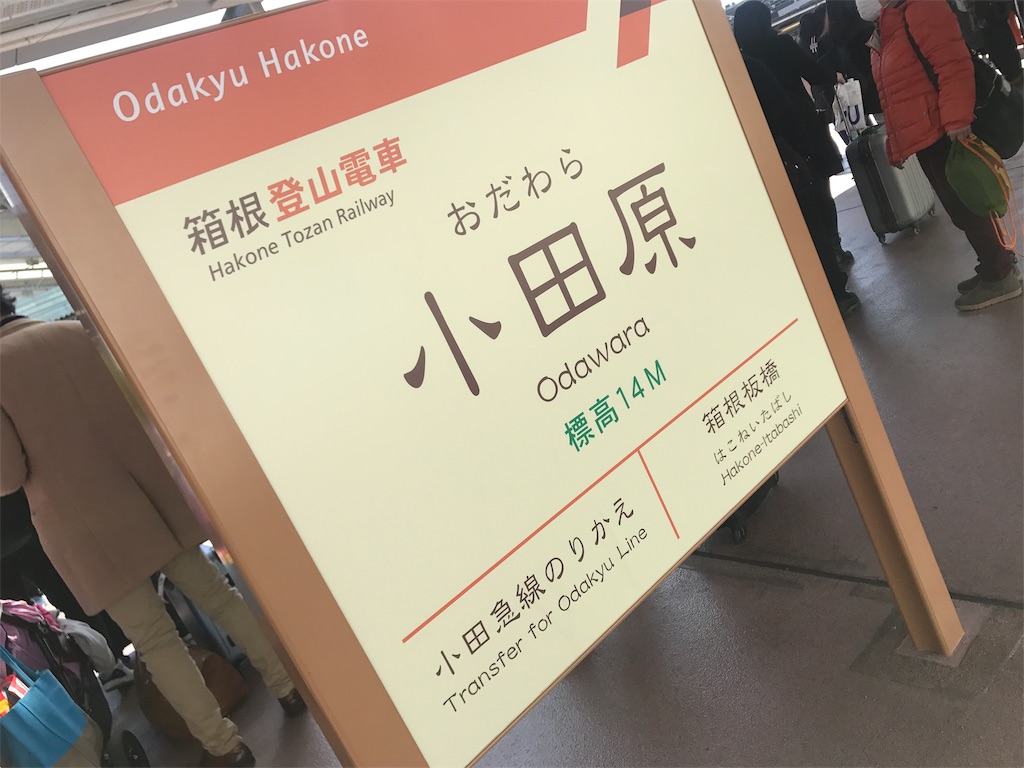 Odakyu Hakone
箱根登山電車
Hakone Tozan Railway
おだわら
小田原
Odawara
標高14M
小田急線のりかえ
Transfer for Odakyu Line
箱根板橋
はこねいたばし
Hakone-Itabashi